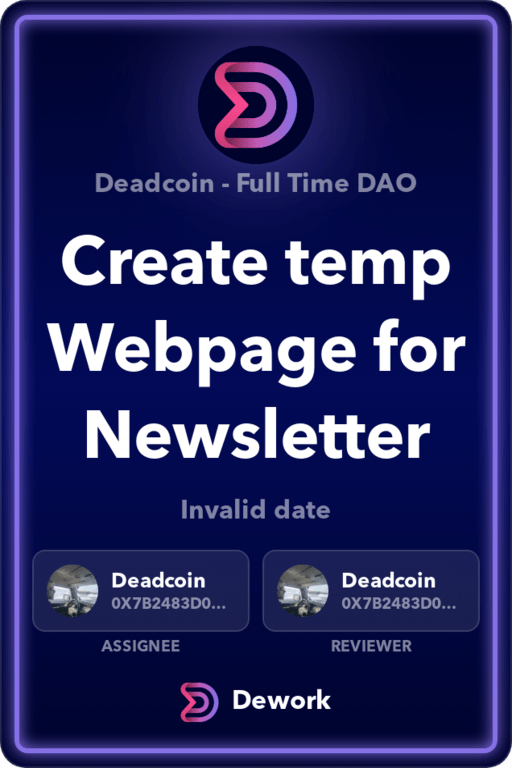 Deadcoin - Full Time DAO
Create temp
Webpage for
Newsletter
Invalid date
Deadcoin
0X7B2483D0...
ASSIGNEE
Deadcoin
0X7B2483D0...
REVIEWER
Dework